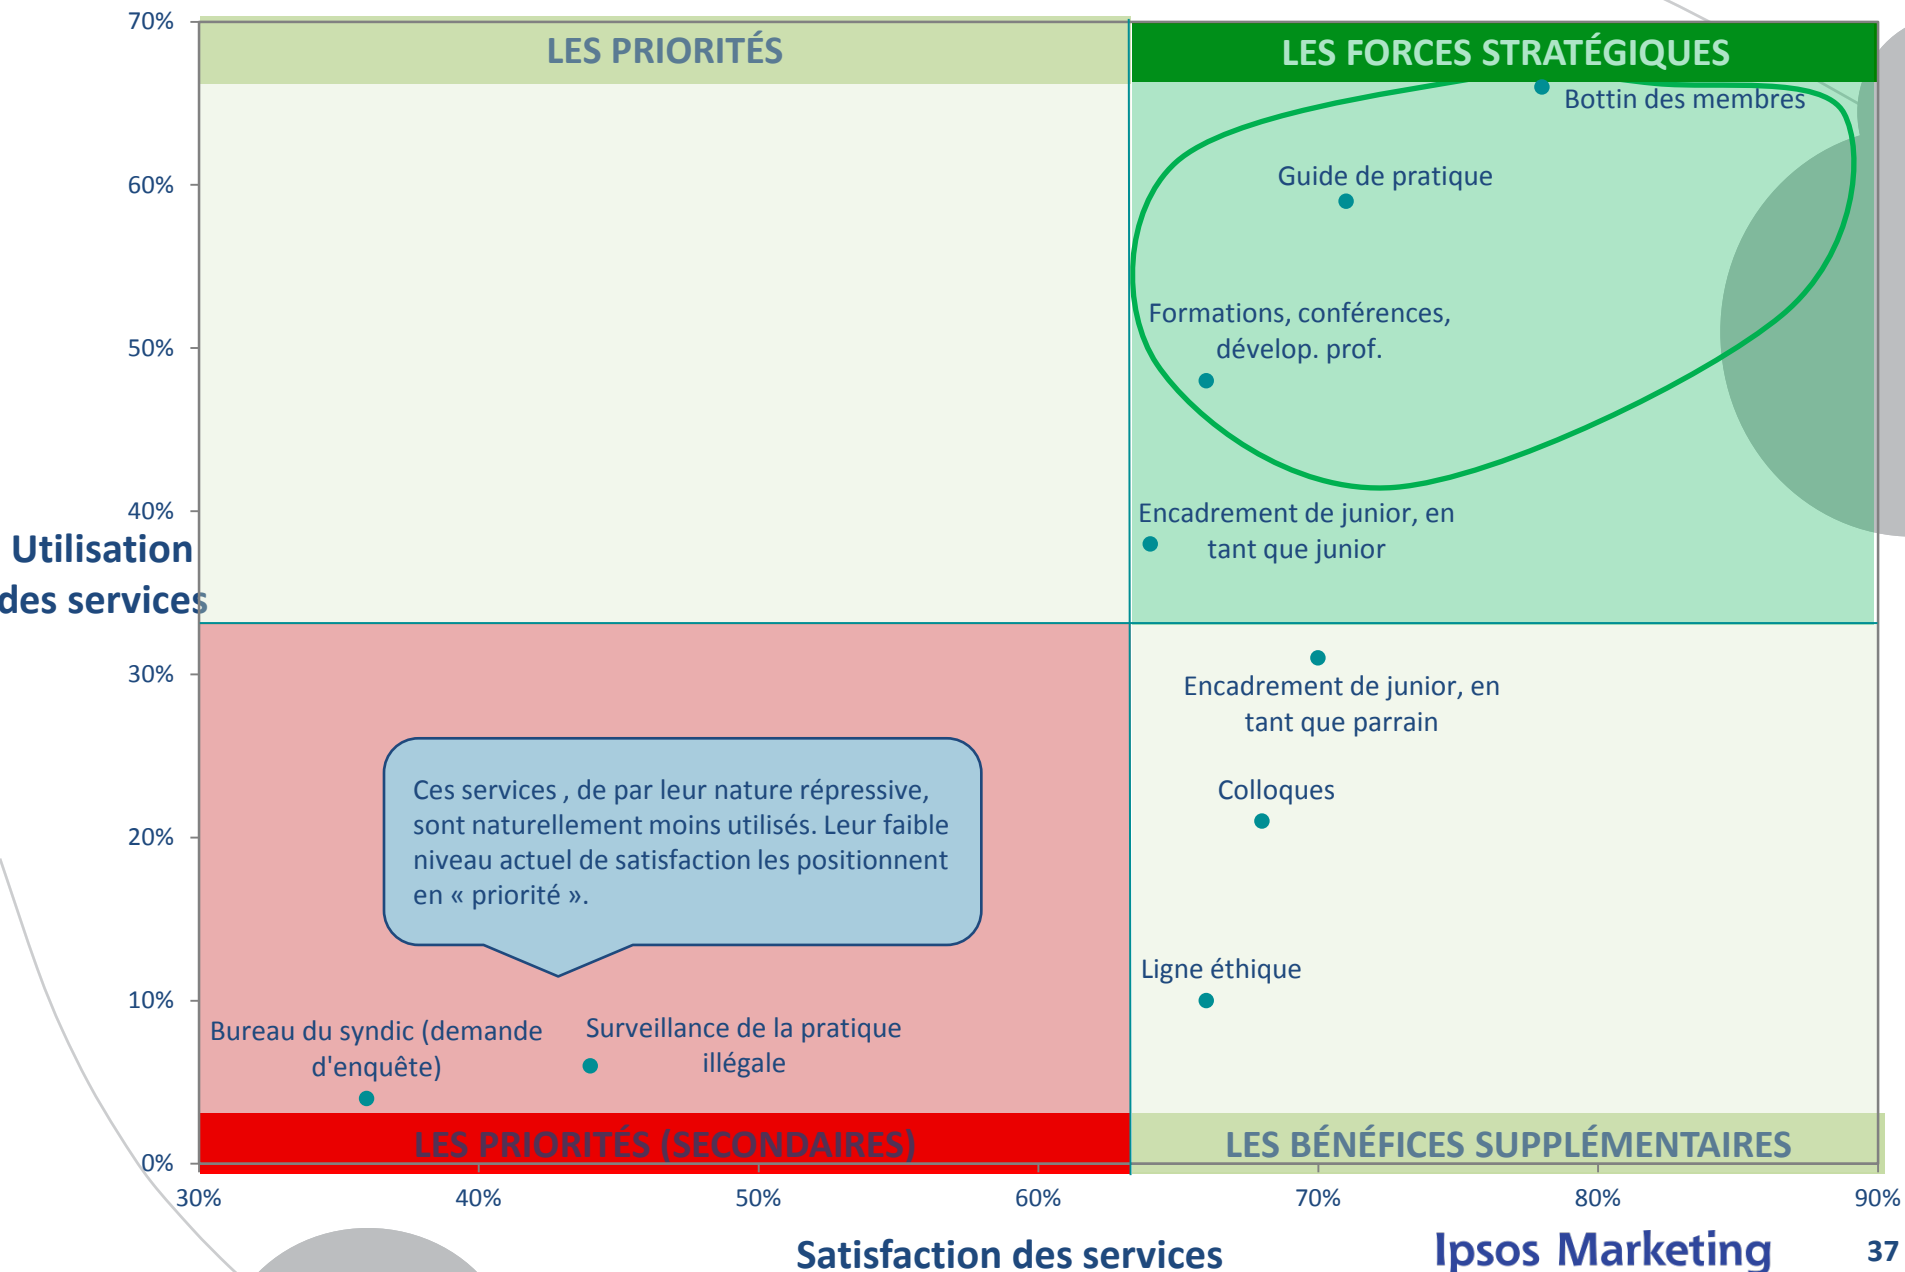 70%
LES PRIORITÉS
LES FORCES STRATÉGIQUES
Bottin des membres
60%
Guide de pratique
Formations, conférences,
dévelop. prof.
50%
40%
Encadrement de junior, en
tant que junior
Utilisation
des services
30%
Encadrement de junior, en
tant que parrain
Ces services , de par leur nature répressive,
sont naturellement moins utilisés. Leur faible
niveau actuel de satisfaction les positionnent
en « priorité ».
Colloques
20%
Ligne éthique
10%
Bureau du syndic (demande
d'enquête)
Surveillance de la pratique
illégale
LES PRIORITÉS (SECONDAIRES)
LES BÉNÉFICES SUPPLÉMENTAIRES
0%
30%
40%
50%
60%
70%
80%
90%
Satisfaction des services
Ipsos Marketing
37